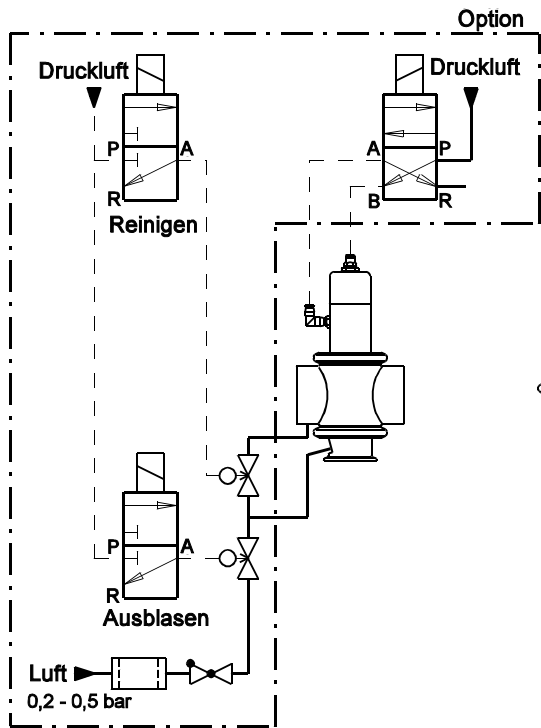 Option
Druckluft
Druckluft
P A
R
Reinigen
A P
B R
P A
R
Ausblasen
Luft
0,2 - 0,5 bar